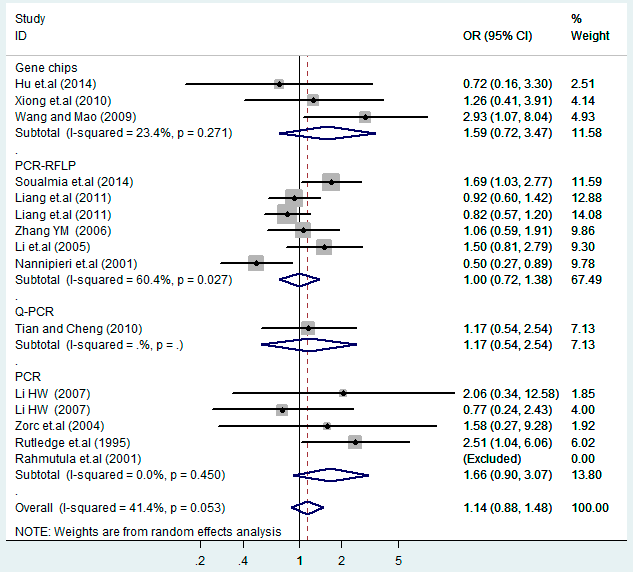 Study %
ID OR (95% CI) Weight
Gene chips
Hu et.al (2014) 0.72 (0.16, 3.30) 2.51
Xiong et.al (2010) 1.26 (0.41, 3.91) 4.14
Wang and Mao (2009) 2.93 (1.07, 8.04) 4.93
Subtotal (I-squared = 23.4%, p = 0.271) 1.59 (0.72, 3.47) 11.58
.
PCR-RFLP
Soualmia et.al (2014) 1.69 (1.03, 2.77) 11.59
Liang et.al (2011) 0.92 (0.60, 1.42) 12.88
Liang et.al (2011) 0.82 (0.57, 1.20) 14.08
Zhang YM (2006) 1.06 (0.59, 1.91) 9.86
Li et.al (2005) 1.50 (0.81, 2.79) 9.30
Nannipieri et.al (2001) 0.50 (0.27, 0.89) 9.78
Subtotal (I-squared = 60.4%, p = 0.027) 1.00 (0.72, 1.38) 67.49
.
Q-PCR
Tian and Cheng (2010) 1.17 (0.54, 2.54) 7.13
Subtotal (I-squared = .%, p = .) 1.17 (0.54, 2.54) 7.13
.
PCR
Li HW (2007) 2.06 (0.34, 12.58) 1.85
Li HW (2007) 0.77 (0.24, 2.43) 4.00
Zorc et.al (2004) 1.58 (0.27, 9.28) 1.92
Rutledge et.al (1995) 2.51 (1.04, 6.06) 6.02
Rahmutula et.al (2001) (Excluded) 0.00
Subtotal (I-squared = 0.0%, p = 0.450) 1.66 (0.90, 3.07) 13.80
.
Overall (I-squared = 41.4%, p = 0.053) 1.14 (0.88, 1.48) 100.00
NOTE: Weights are from random effects analysis
.2 .4 1 2 5